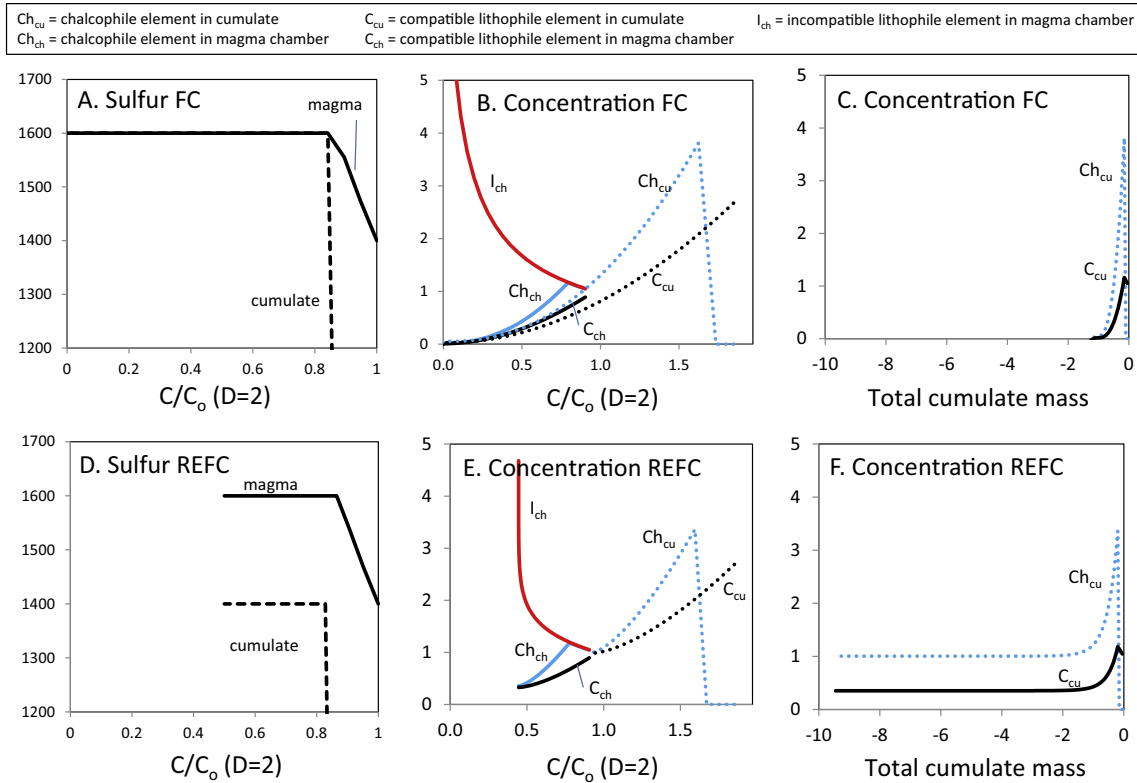 Ch_cu = chalcophile element in cumulate C_cu = compatible lithophile element in cumulate I_ch = incompatible lithophile element in magma chamber
Ch_ch = chalcophile element in magma chamber C_ch = compatible lithophile element in magma chamber
A. Sulfur FC
magma
cumulate
1700
1600
1500
1400
1300
1200
0 0.2 0.4 0.6 0.8 1
C/C_o (D=2)
B. Concentration FC
I_ch
Ch_cu
Ch_ch
C_cu
C_ch
5
4
3
2
1
0
0.0 0.5 1.0 1.5
C/C_o (D=2)
C. Concentration FC
Ch_cu
C_cu
5
4
3
2
1
0
-10 -8 -6 -4 -2 0
Total cumulate mass
D. Sulfur REFC
magma
cumulate
1700
1600
1500
1400
1300
1200
0 0.2 0.4 0.6 0.8 1
C/C_o (D=2)
E. Concentration REFC
I_ch
Ch_cu
Ch_ch
C_cu
C_ch
5
4
3
2
1
0
0.0 0.5 1.0 1.5
C/C_o (D=2)
F. Concentration REFC
Ch_cu
C_cu
5
4
3
2
1
0
-10 -8 -6 -4 -2 0
Total cumulate mass